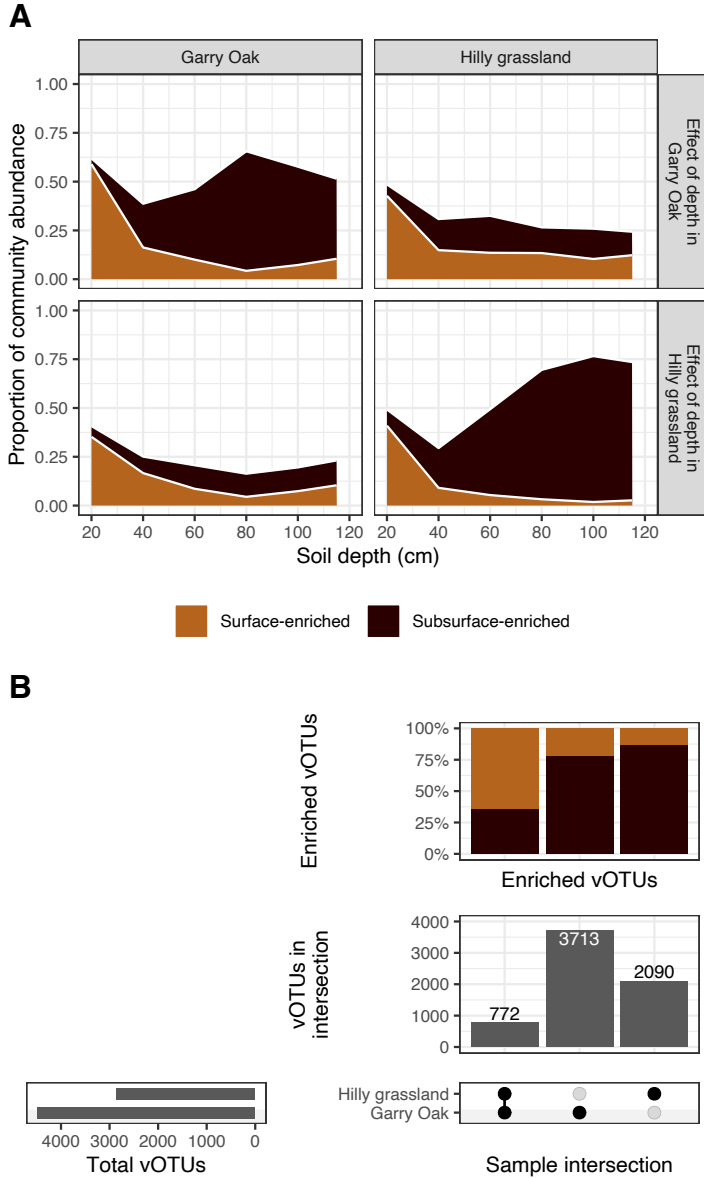 A
Garry Oak
Hilly grassland
Proportion of community abundance
1.00
0.75
0.50
0.25
0.00
Effect of depth in
Garry Oak
1.00
0.75
0.50
0.25
0.00
Effect of depth in
Hilly grassland
20 40 60 80 100 120
20 40 60 80 100 120
Soil depth (cm)
Surface-enriched
Subsurface-enriched
B
Enriched vOTUs
100%
75%
50%
25%
0%
Enriched vOTUs
vOTUs in
intersection
4000
3000
2000
1000
0
772
3713
2090
Hilly grassland
Garry Oak
4000 3000 2000 1000 0
Total vOTUs
Sample intersection